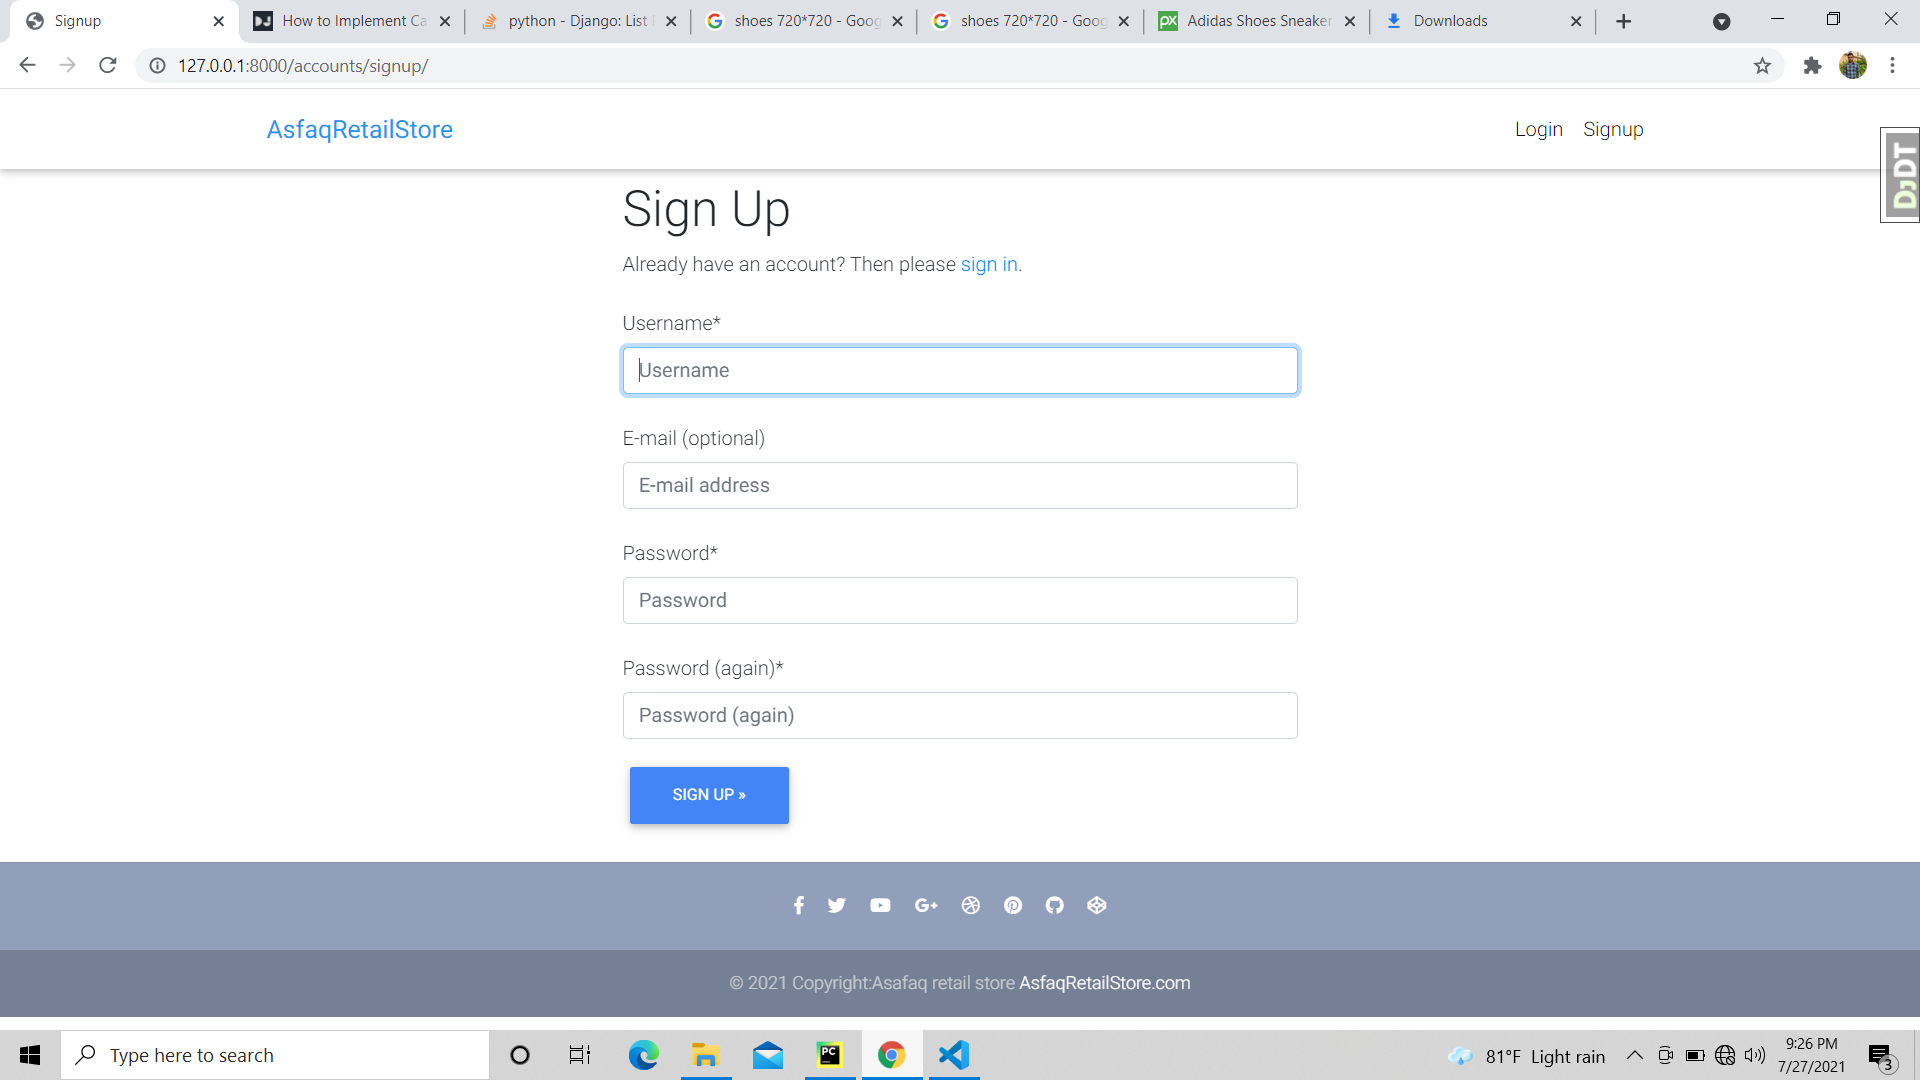 Signup
How to Implement Ca
python - Django: List
shoes 720*720 - Goog
shoes 720*720 - Goog
Adidas Shoes Sneaker
Downloads
127.0.0.1:8000/accounts/signup/
AsfaqRetailStore
Login
Signup
DjDT
Sign Up
Already have an account? Then please sign in.
Username*
Username
E-mail (optional)
E-mail address
Password*
Password
Password (again)*
Password (again)
SIGN UP »
© 2021 Copyright:Asafaq retail store AsfaqRetailStore.com
Type here to search
PC
81°F Light rain
9:26 PM
7/27/2021
3